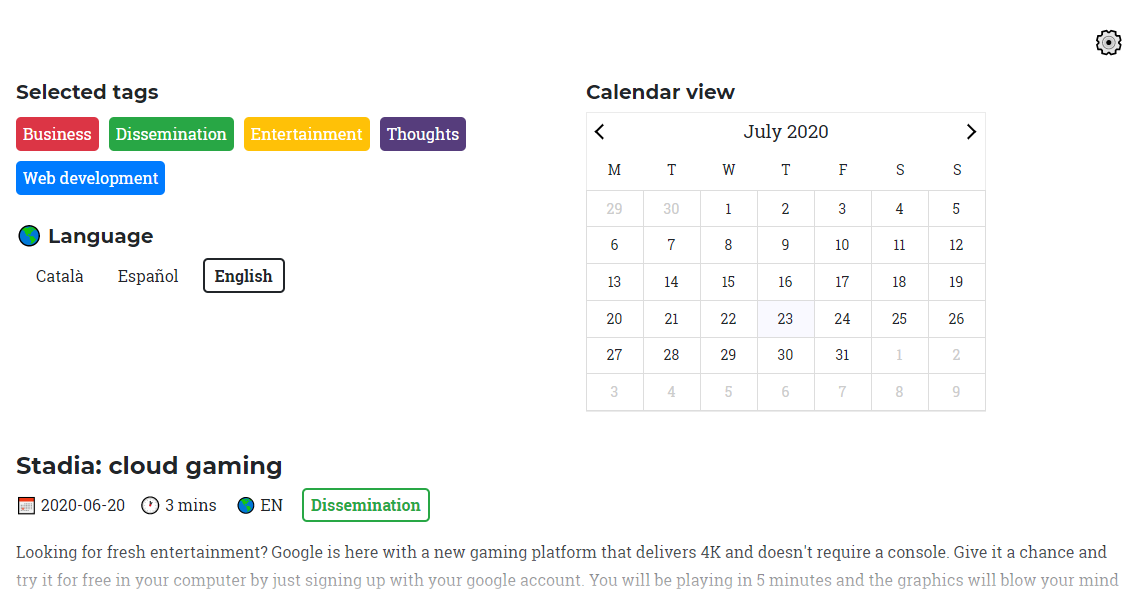 Selected tags
Business Dissemination Entertainment Thoughts
Web development
Language
Català Español English
Calendar view
July 2020
M T W T F S S
29 30 1 2 3 4 5
6 7 8 9 10 11 12
13 14 15 16 17 18 19
20 21 22 23 24 25 26
27 28 29 30 31 1 2
3 4 5 6 7 8 9
Stadia: cloud gaming
2020-06-20 3 mins EN Dissemination
Looking for fresh entertainment? Google is here with a new gaming platform that delivers 4K and doesn't require a console. Give it a chance and
try it for free in your computer by just signing up with your google account. You will be playing in 5 minutes and the graphics will blow your mind